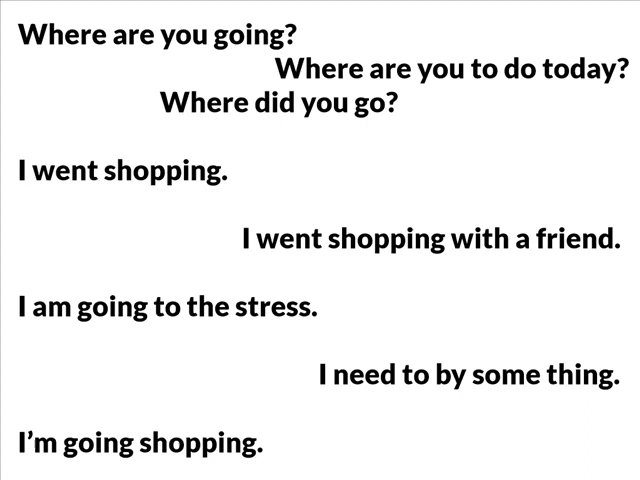 Where are you going?
Where are you to do today?
Where did you go?
I went shopping.
I went shopping with a friend.
I am going to the stress.
I need to by some thing.
I'm going shopping.